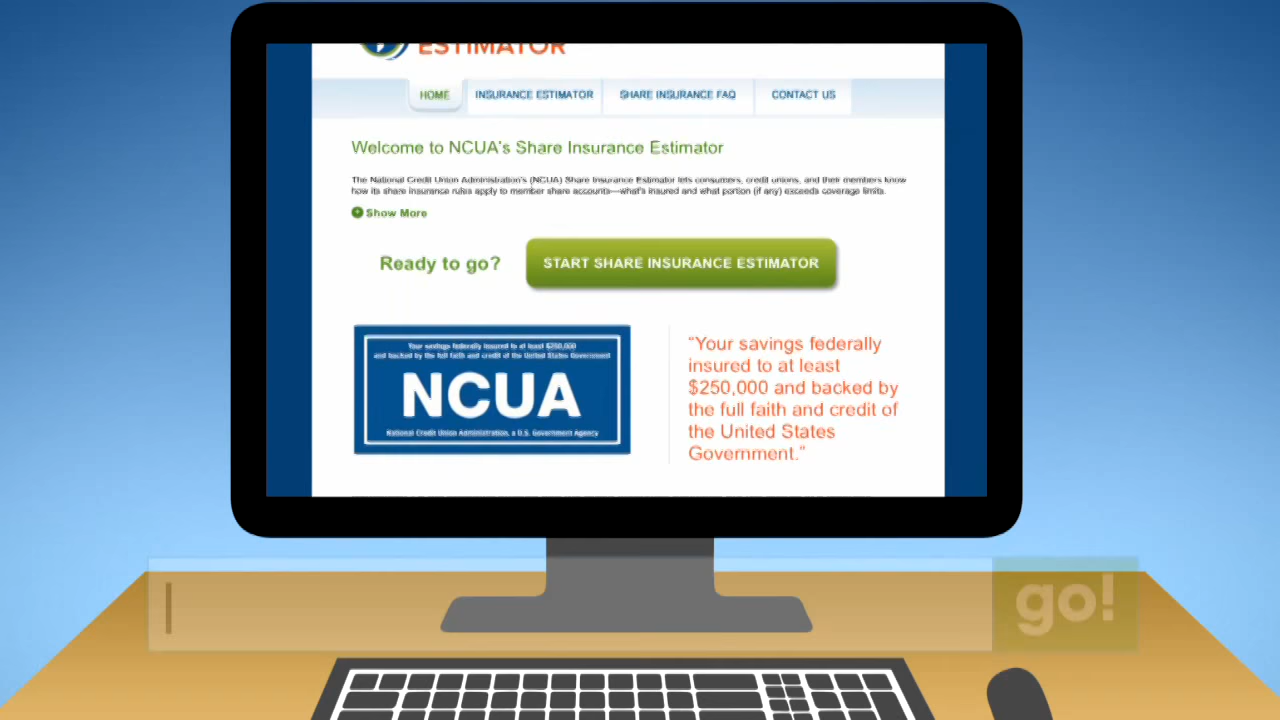 ESTIMATOR
HOME INSURANCE ESTIMATOR SHARE INSURANCE FAQ CONTACT US
Welcome to NCUA's Share Insurance Estimator
The National Credit Union Administration's (NCUA) Share Insurance Estimator lets consumers, credit unions, and their members know
how its share insurance rules apply to member share accounts—what's insured and what portion (if any) exceeds coverage limits.
Show More
Ready to go? START SHARE INSURANCE ESTIMATOR
Your savings federally insured to at least $250,000
and backed by the full faith and credit of the United States Government
NCUA
National Credit Union Administration, a U.S. Government Agency
“Your savings federally
insured to at least
$250,000 and backed by
the full faith and credit of
the United States
Government.”
go!